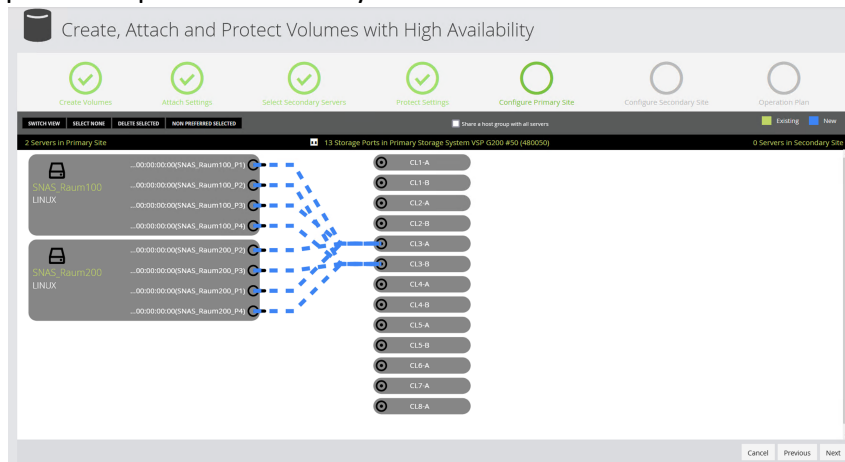 Create, Attach and Protect Volumes with High Availability
Create Volumes
Attach Settings
Select Secondary Servers
Protect Settings
Configure Primary Site
Configure Secondary Site
Operation Plan
SWITCH VIEW
SELECT NONE
DELETE SELECTED
NON PREFERRED SELECTED
Share a host group with all servers
Existing
New
2 Servers in Primary Site
13 Storage Ports in Primary Storage System VSP G200 #50 (480050)
0 Servers in Secondary Site
SNAS_Raum100
LINUX
...00:00:00:00(SNAS_Raum100_P1)
...00:00:00:00(SNAS_Raum100_P2)
...00:00:00:00(SNAS_Raum100_P3)
...00:00:00:00(SNAS_Raum100_P4)
SNAS_Raum200
LINUX
...00:00:00:00(SNAS_Raum200_P2)
...00:00:00:00(SNAS_Raum200_P3)
...00:00:00:00(SNAS_Raum200_P1)
...00:00:00:00(SNAS_Raum200_P4)
CL1-A
CL1-B
CL2-A
CL2-B
CL3-A
CL3-B
CL4-A
CL4-B
CL5-A
CL5-B
CL6-A
CL7-A
CL8-A
Cancel
Previous
Next